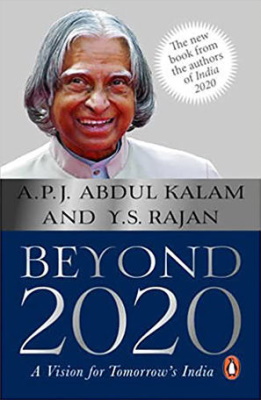 The new
book from
the authors
of India
2020
A.P.J. ABDUL KALAM
AND Y.S. RAJAN
BEYOND
2020
A Vision for Tomorrow's India